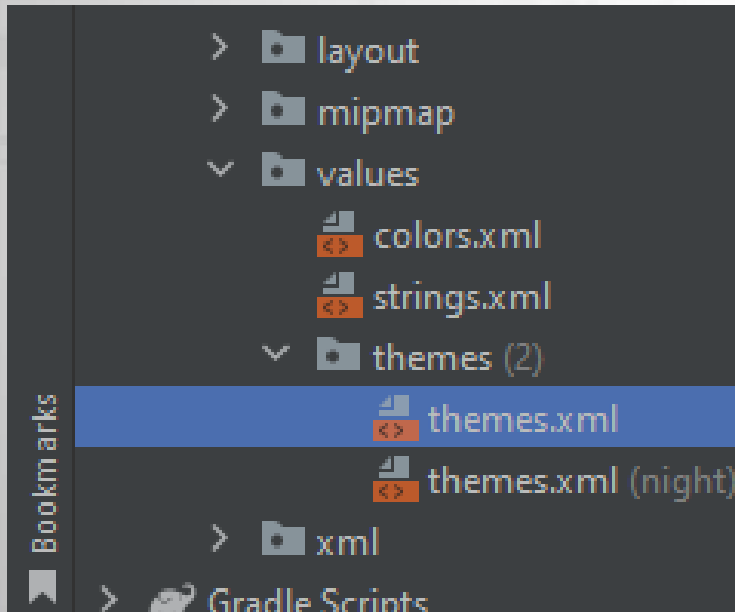 layout
mipmap
values
colors.xml
strings.xml
themes (2)
themes.xml
themes.xml (night)
xml
Gradle Scripts
Bookmarks